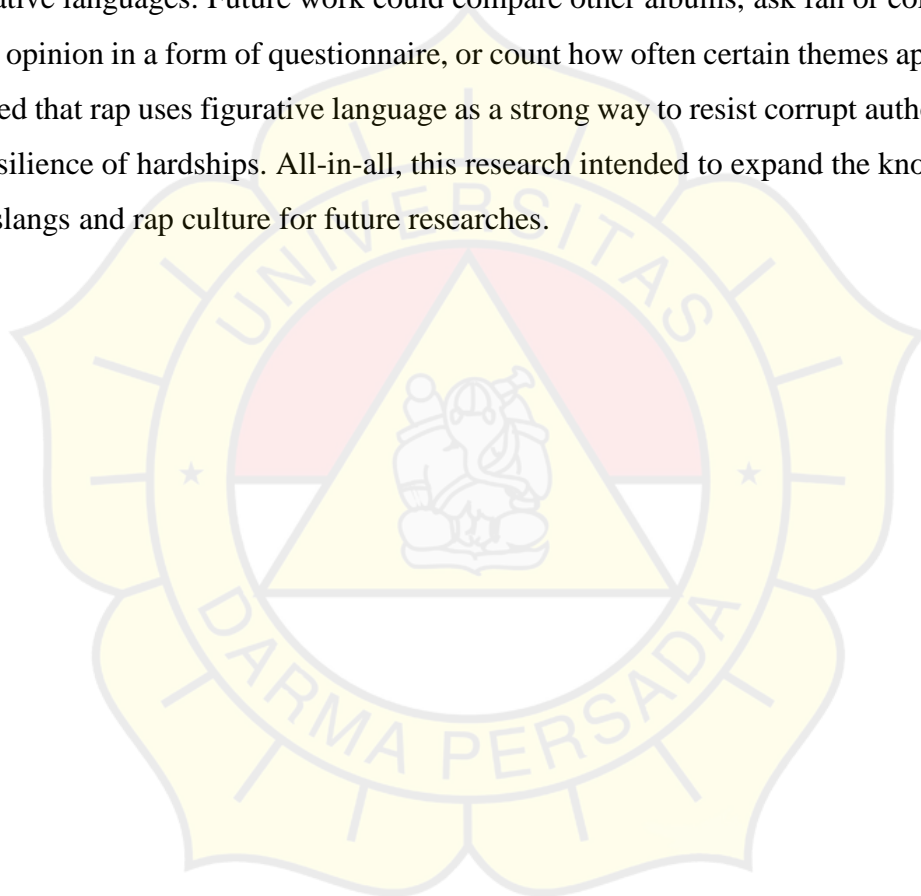 ative languages. Future work could compare other albums, ask fan or co
opinion in a form of questionnaire, or count how often certain themes ap
ed that rap uses figurative language as a strong way to resist corrupt auth
silience of hardships. All-in-all, this research intended to expand the kno
slangs and rap culture for future researches.
UNIVERSITAS
DARMA PERSADA